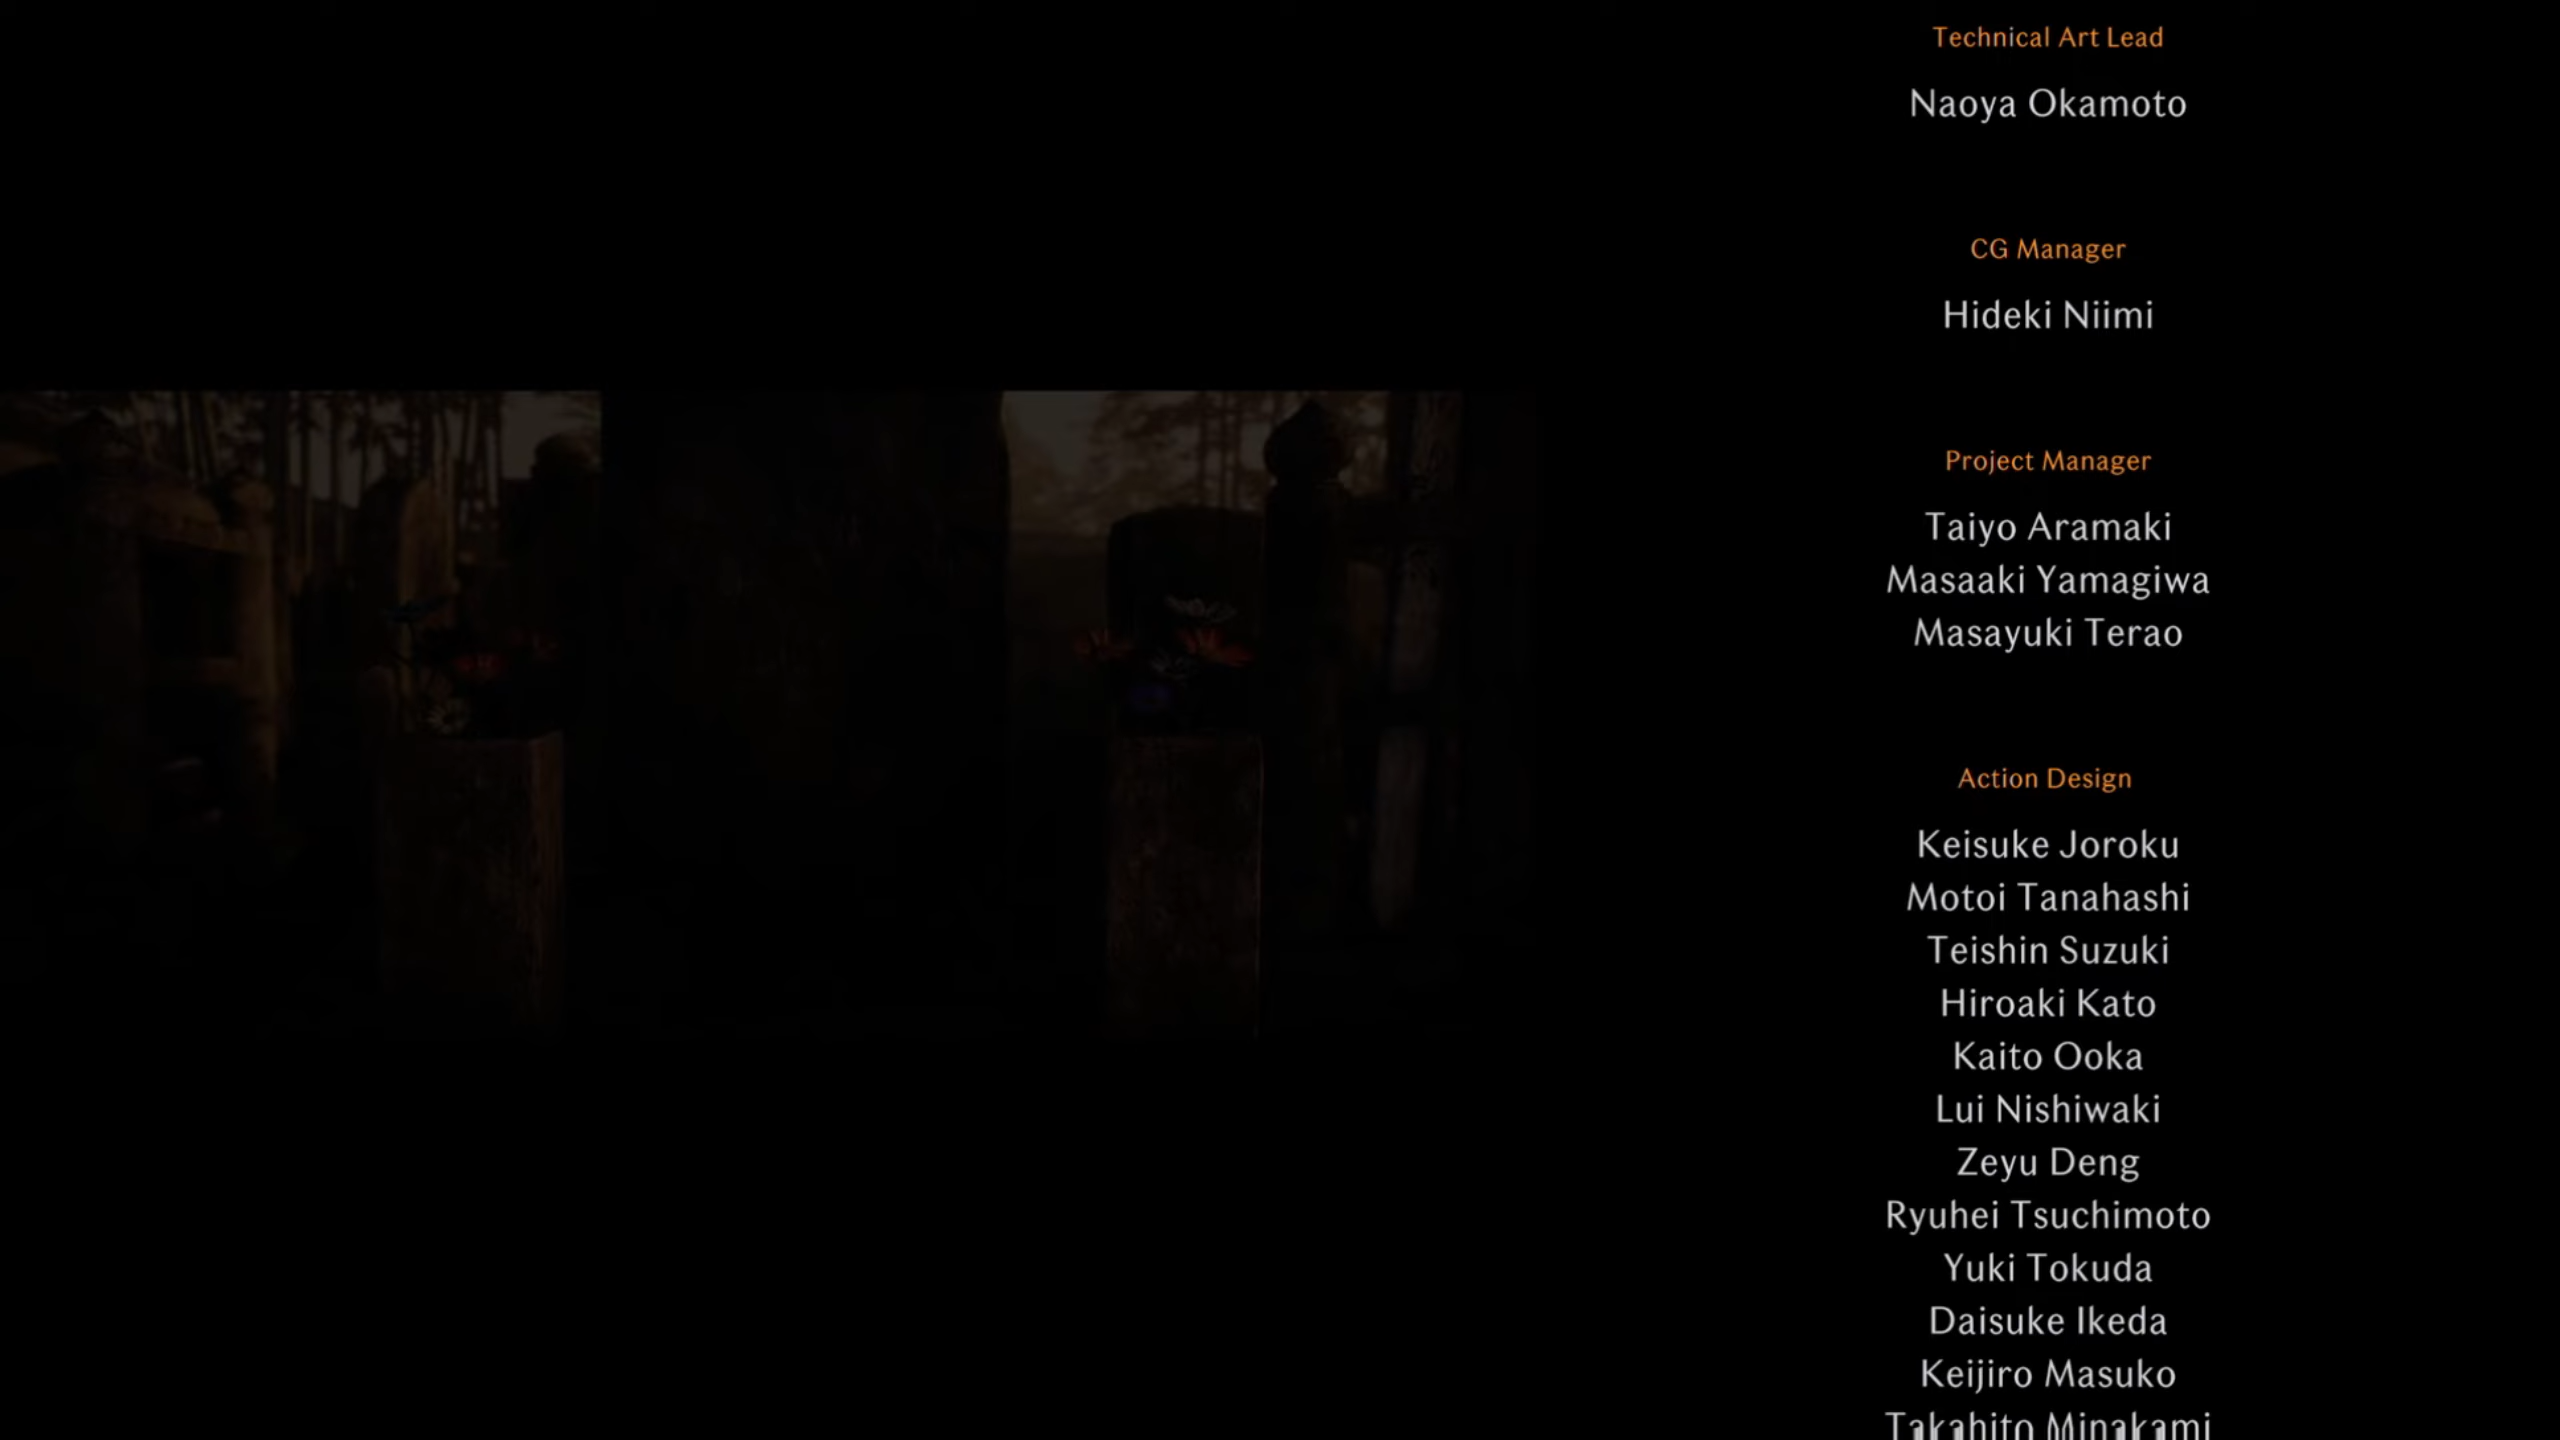 Technical Art Lead
Naoya Okamoto
CG Manager
Hideki Niimi
Project Manager
Taiyo Aramaki
Masaaki Yamagiwa
Masayuki Terao
Action Design
Keisuke Joroku
Motoi Tanahashi
Teishin Suzuki
Hiroaki Kato
Kaito Ooka
Lui Nishiwaki
Zeyu Deng
Ryuhei Tsuchimoto
Yuki Tokuda
Daisuke Ikeda
Keijiro Masuko
Takahito Minakami